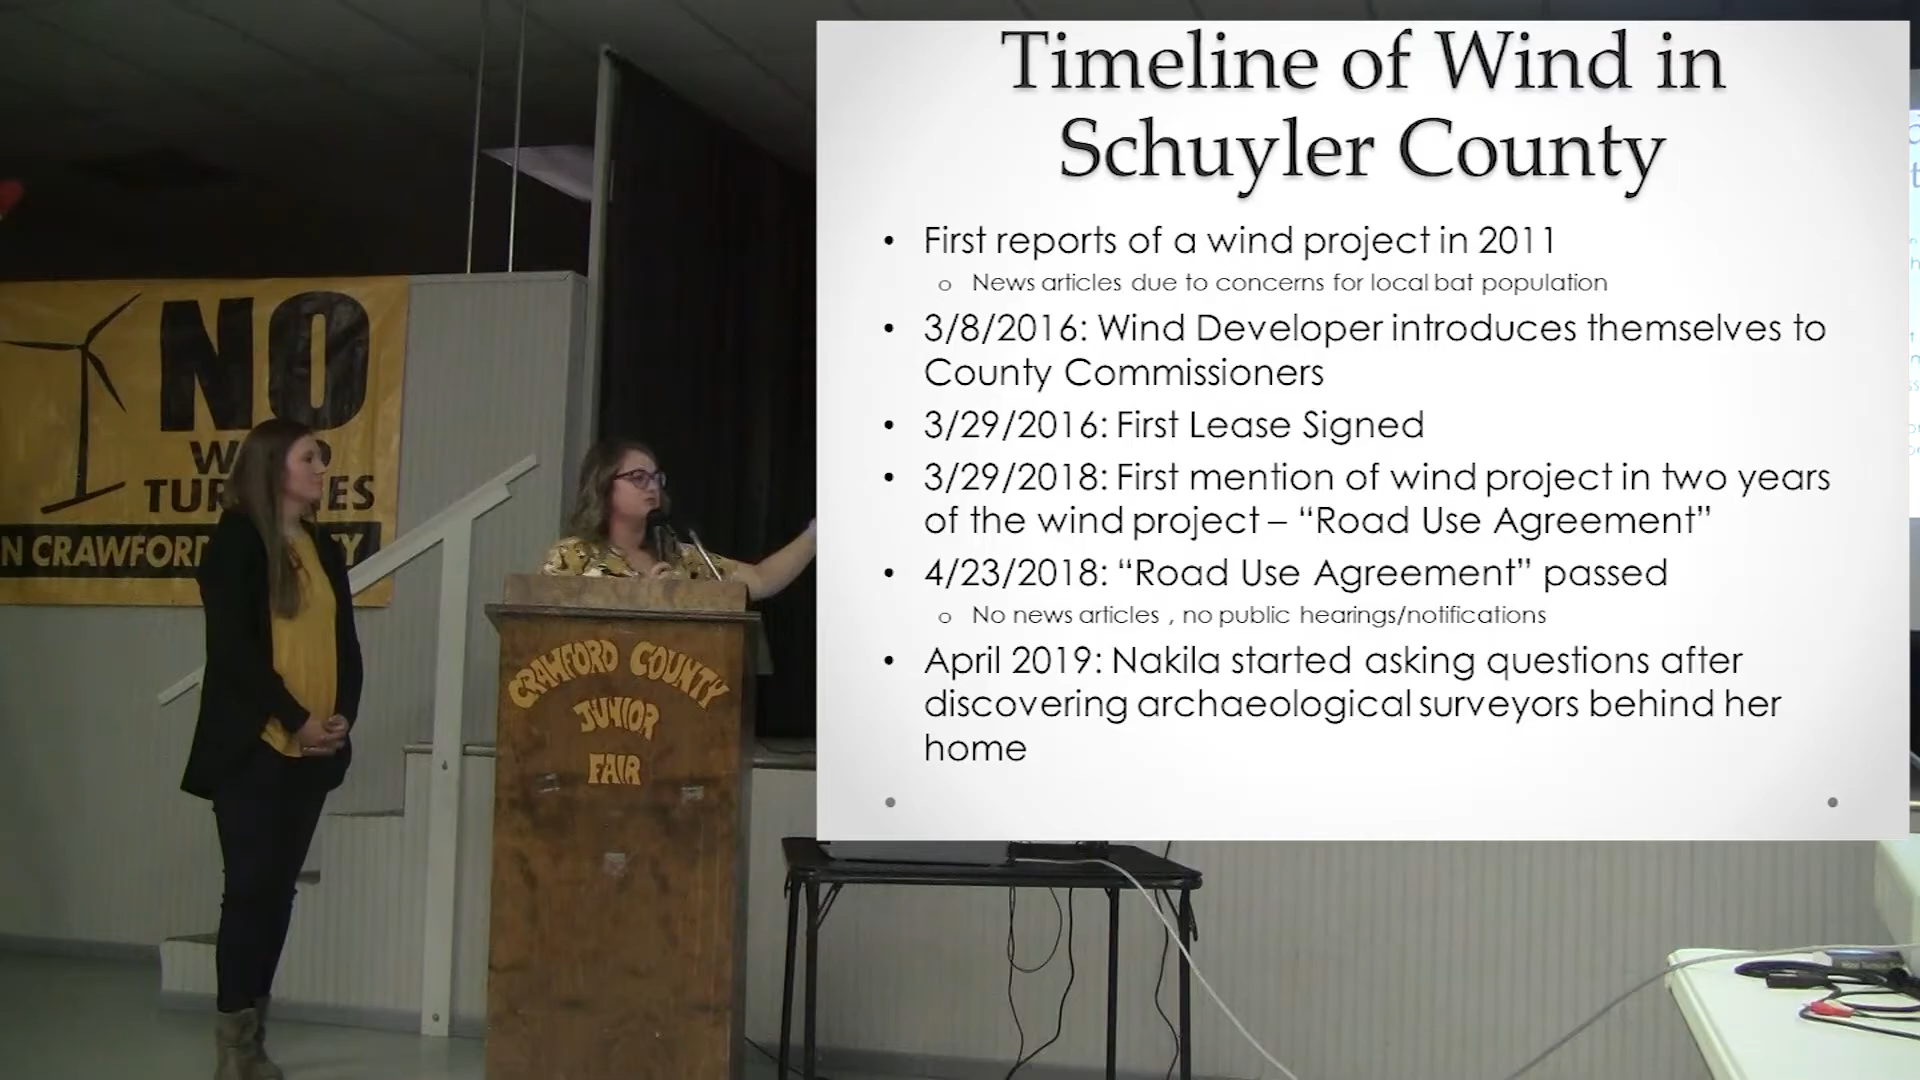 Timeline of Wind in
Schuyler County
• First reports of a wind project in 2011
o News articles due to concerns for local bat population
• 3/8/2016: Wind Developer introduces themselves to
County Commissioners
• 3/29/2016: First Lease Signed
• 3/29/2018: First mention of wind project in two years
of the wind project – “Road Use Agreement”
• 4/23/2018: “Road Use Agreement” passed
o No news articles , no public hearings/notifications
• April 2019: Nakila started asking questions after
discovering archaeological surveyors behind her
home
NO
TUR ES
N CRAWFORD
CRAWFORD COUNTY
JUNIOR
FAIR